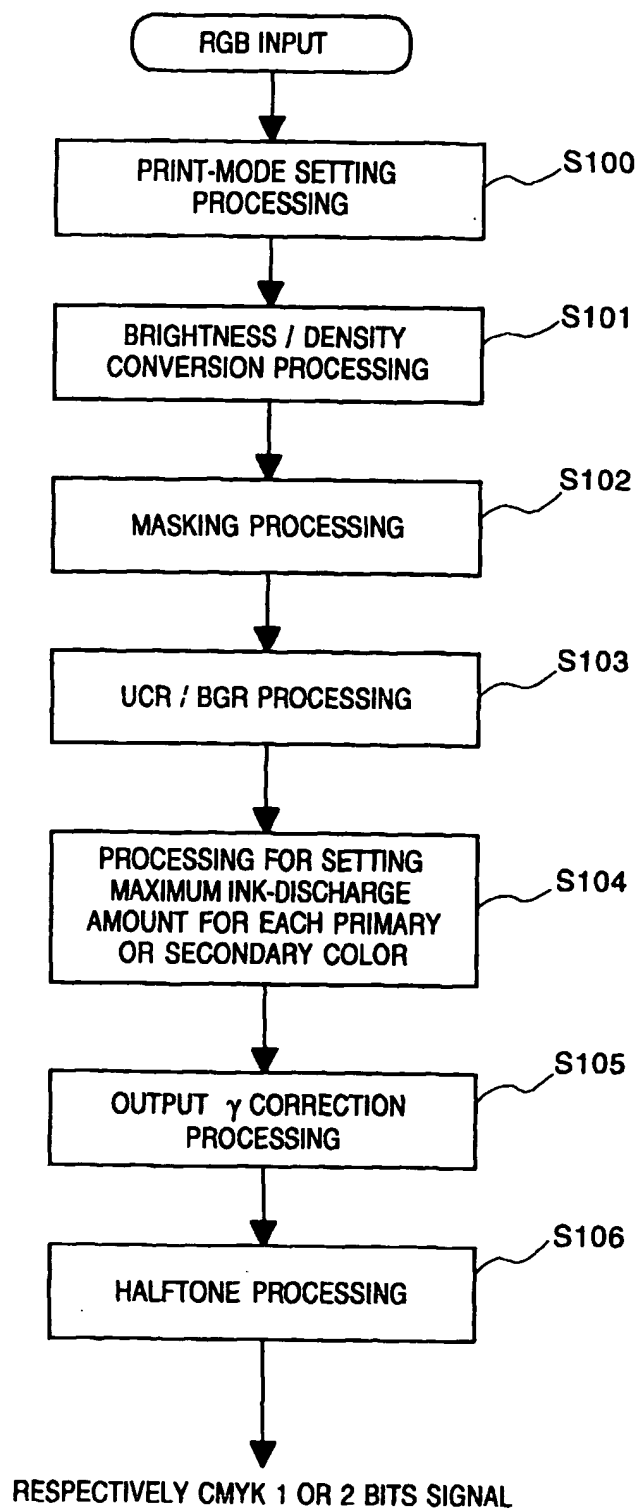 RGB INPUT
PRINT-MODE SETTING
PROCESSING
S100
BRIGHTNESS / DENSITY
CONVERSION PROCESSING
S101
MASKING PROCESSING
S102
UCR / BGR PROCESSING
S103
PROCESSING FOR SETTING
MAXIMUM INK-DISCHARGE
AMOUNT FOR EACH PRIMARY
OR SECONDARY COLOR
S104
OUTPUT γ CORRECTION
PROCESSING
S105
HALFTONE PROCESSING
S106
RESPECTIVELY CMYK 1 OR 2 BITS SIGNAL